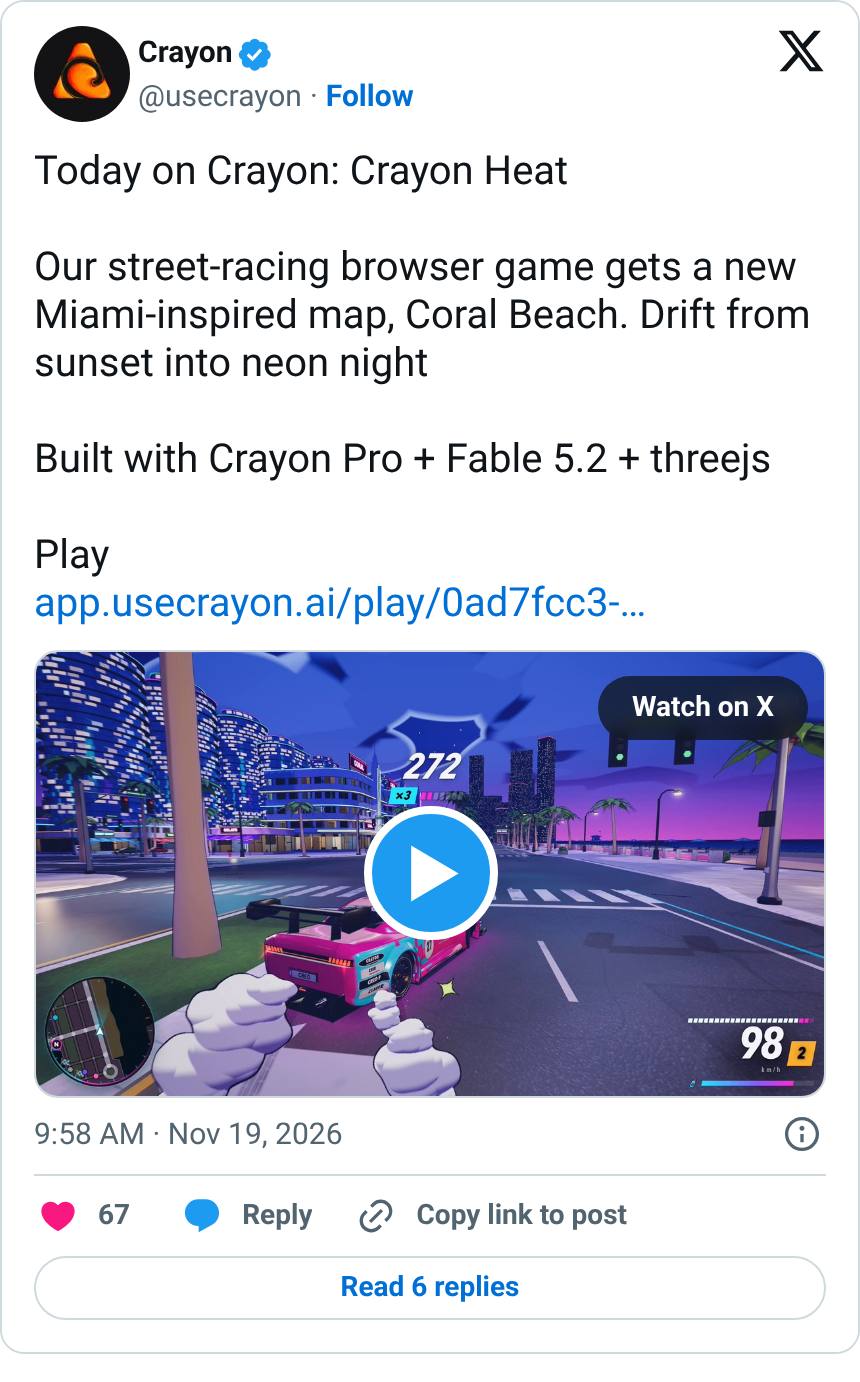 Crayon
@usecrayon · Follow
Today on Crayon: Crayon Heat
Our street-racing browser game gets a new
Miami-inspired map, Coral Beach. Drift from
sunset into neon night
Built with Crayon Pro + Fable 5.2 + threejs
Play
app.usecrayon.ai/play/0ad7fcc3-…
Watch on X
272
x3
N
98
2
km/h
9:58 AM · Nov 19, 2026
67
Reply
Copy link to post
Read 6 replies